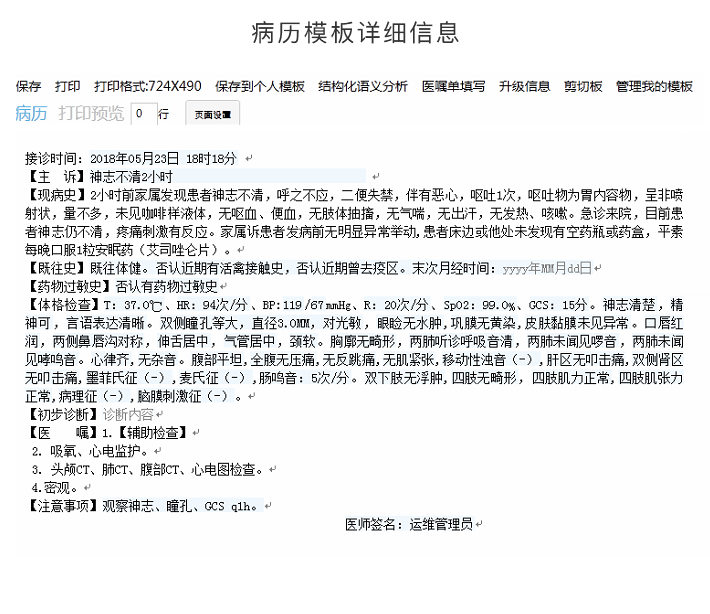 病历模板详细信息
保存 打印 打印格式:724X490 保存到个人模板 结构化语义分析 医嘱单填写 升级信息 剪切板 管理我的模板
病历 打印预览 0 行 页面设置
接诊时间：2018年05月23日 18时18分
【主　诉】神志不清2小时
【现病史】2小时前家属发现患者神志不清，呼之不应，二便失禁，伴有恶心，呕吐1次，呕吐物为胃内容物，呈非喷
射状，量不多，未见咖啡样液体，无呕血、便血，无肢体抽搐，无气喘，无出汗，无发热、咳嗽。急诊来院，目前患
者神志仍不清，疼痛刺激有反应。家属诉患者发病前无明显异常举动,患者床边或他处未发现有空药瓶或药盒，平素
每晚口服1粒安眠药（艾司唑仑片）。
【既往史】既往体健。否认近期有活禽接触史，否认近期曾去疫区。末次月经时间：yyyy年MM月dd日
【药物过敏史】否认有药物过敏史
【体格检查】T：37.0℃、HR：94次/分、BP:119/67mmHg、R：20次/分、SpO2：99.0%、GCS：15分。神志清楚，精
神可，言语表达清晰。双侧瞳孔等大，直径3.0MM，对光敏，眼睑无水肿,巩膜无黄染,皮肤黏膜未见异常。口唇红
润，两侧鼻唇沟对称，伸舌居中，气管居中，颈软。胸廓无畸形，两肺听诊呼吸音清，两肺未闻见啰音，两肺未闻
见哮鸣音。心律齐,无杂音。腹部平坦,全腹无压痛,无反跳痛,无肌紧张,移动性浊音（-）,肝区无叩击痛,双侧肾区
无叩击痛,墨菲氏征（-）,麦氏征（-）,肠鸣音：5次/分。双下肢无浮肿,四肢无畸形，四肢肌力正常,四肢肌张力
正常,病理征（-）,脑膜刺激征（-）。
【初步诊断】诊断内容
【医　　嘱】1.【辅助检查】
2. 吸氧、心电监护。
3. 头颅CT、肺CT、腹部CT、心电图检查。
4.密观。
【注意事项】观察神志、瞳孔、GCS q1h。
医师签名：运维管理员